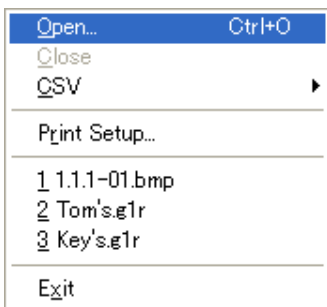 Open... Ctrl+O
Close
CSV
Print Setup...
1 1.1.1-01.bmp
2 Tom's.g1r
3 Key's.g1r
Exit